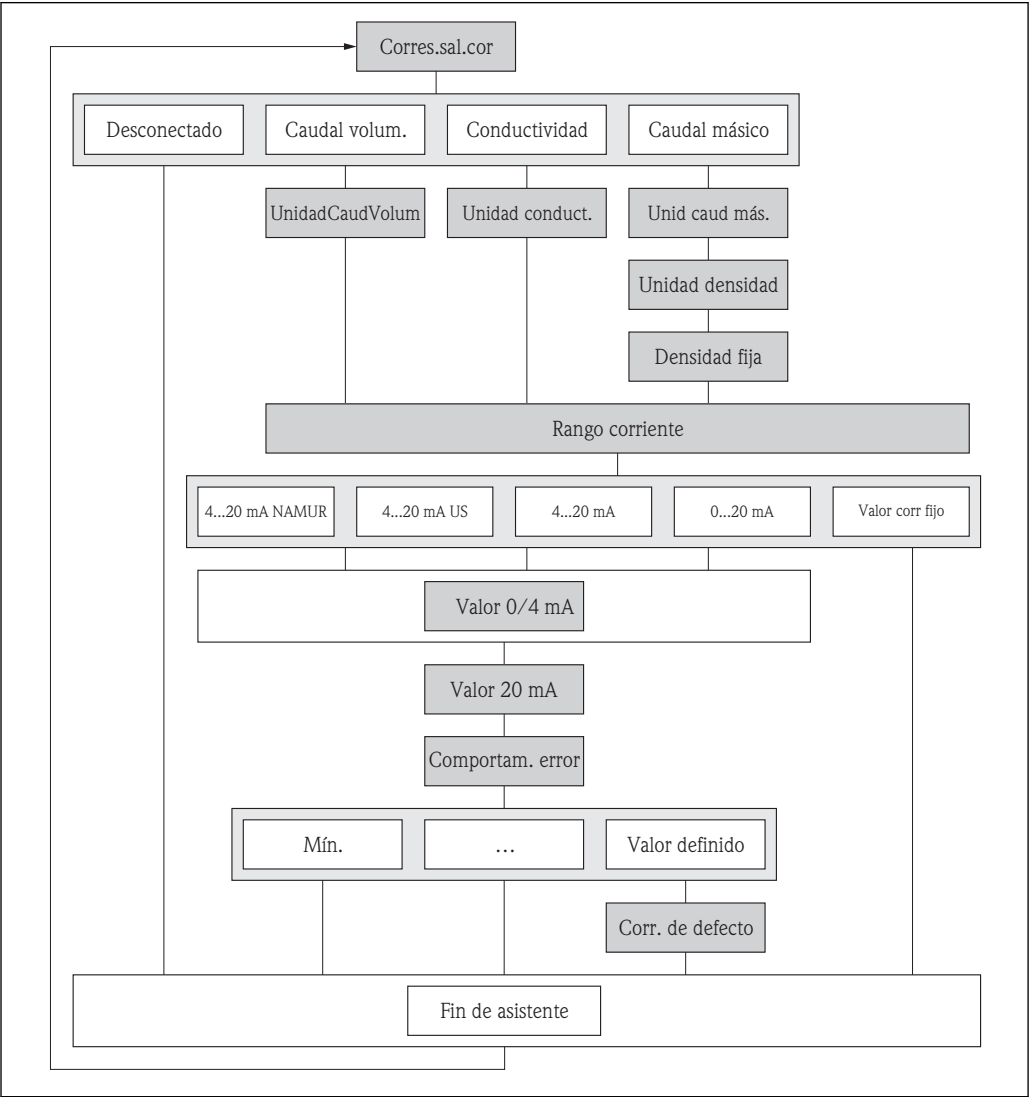 Corres.sal.cor
Desconectado
Caudal volum.
Conductividad
Caudal másico
UnidadCaudVolum
Unidad conduct.
Unid caud más.
Unidad densidad
Densidad fija
Rango corriente
4...20 mA NAMUR
4...20 mA US
4...20 mA
0...20 mA
Valor corr fijo
Valor 0/4 mA
Valor 20 mA
Comportam. error
Mín.
...
Valor definido
Corr. de defecto
Fin de asistente